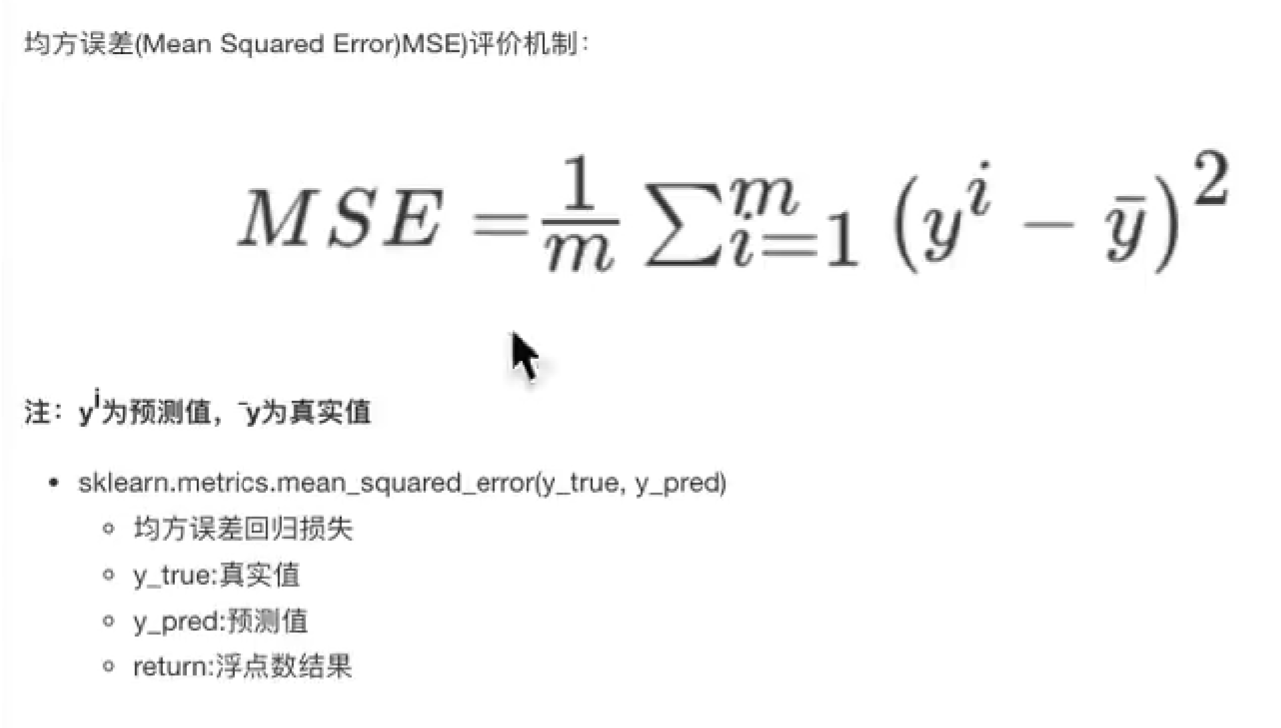 均方误差(Mean Squared Error)MSE)评价机制：
MSE = \frac{1}{m} \sum_{i=1}^{m} (y^i - \bar{y})^2
注：y^i为预测值，¯y为真实值
• sklearn.metrics.mean_squared_error(y_true, y_pred)
◦ 均方误差回归损失
◦ y_true:真实值
◦ y_pred:预测值
◦ return:浮点数结果